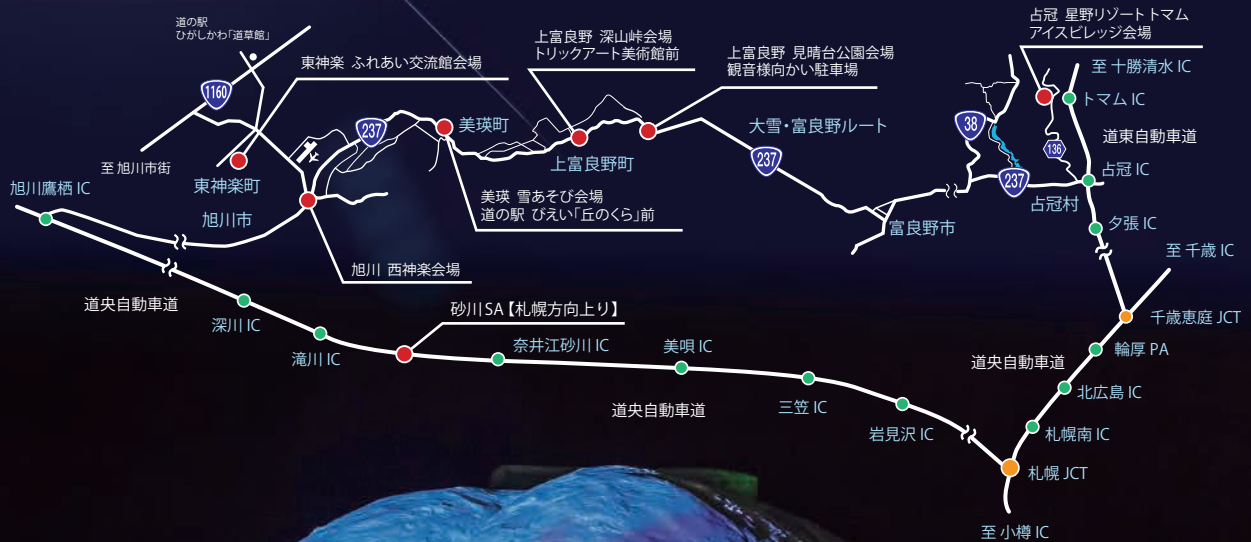 道の駅
ひがしかわ「道草館」
1160
東神楽 ふれあい交流館会場
至 旭川市街
東神楽町
旭川鷹栖 IC
旭川市
237
美瑛町
上富良野 深山峠会場
トリックアート美術館前
上富良野町
上富良野 見晴台公園会場
観音様向かい駐車場
大雪・富良野ルート
237
美瑛 雪あそび会場
道の駅 びえい「丘のくら」前
旭川 西神楽会場
富良野市
38
237
占冠 星野リゾート トマム
アイスビレッジ会場
至 十勝清水 IC
トマム IC
道東自動車道
136
占冠 IC
占冠村
夕張 IC
至 千歳 IC
千歳恵庭 JCT
輪厚 PA
道央自動車道
北広島 IC
札幌南 IC
札幌 JCT
至 小樽 IC
道央自動車道
深川 IC
滝川 IC
砂川 SA【札幌方向上り】
奈井江砂川 IC
美唄 IC
道央自動車道
三笠 IC
岩見沢 IC